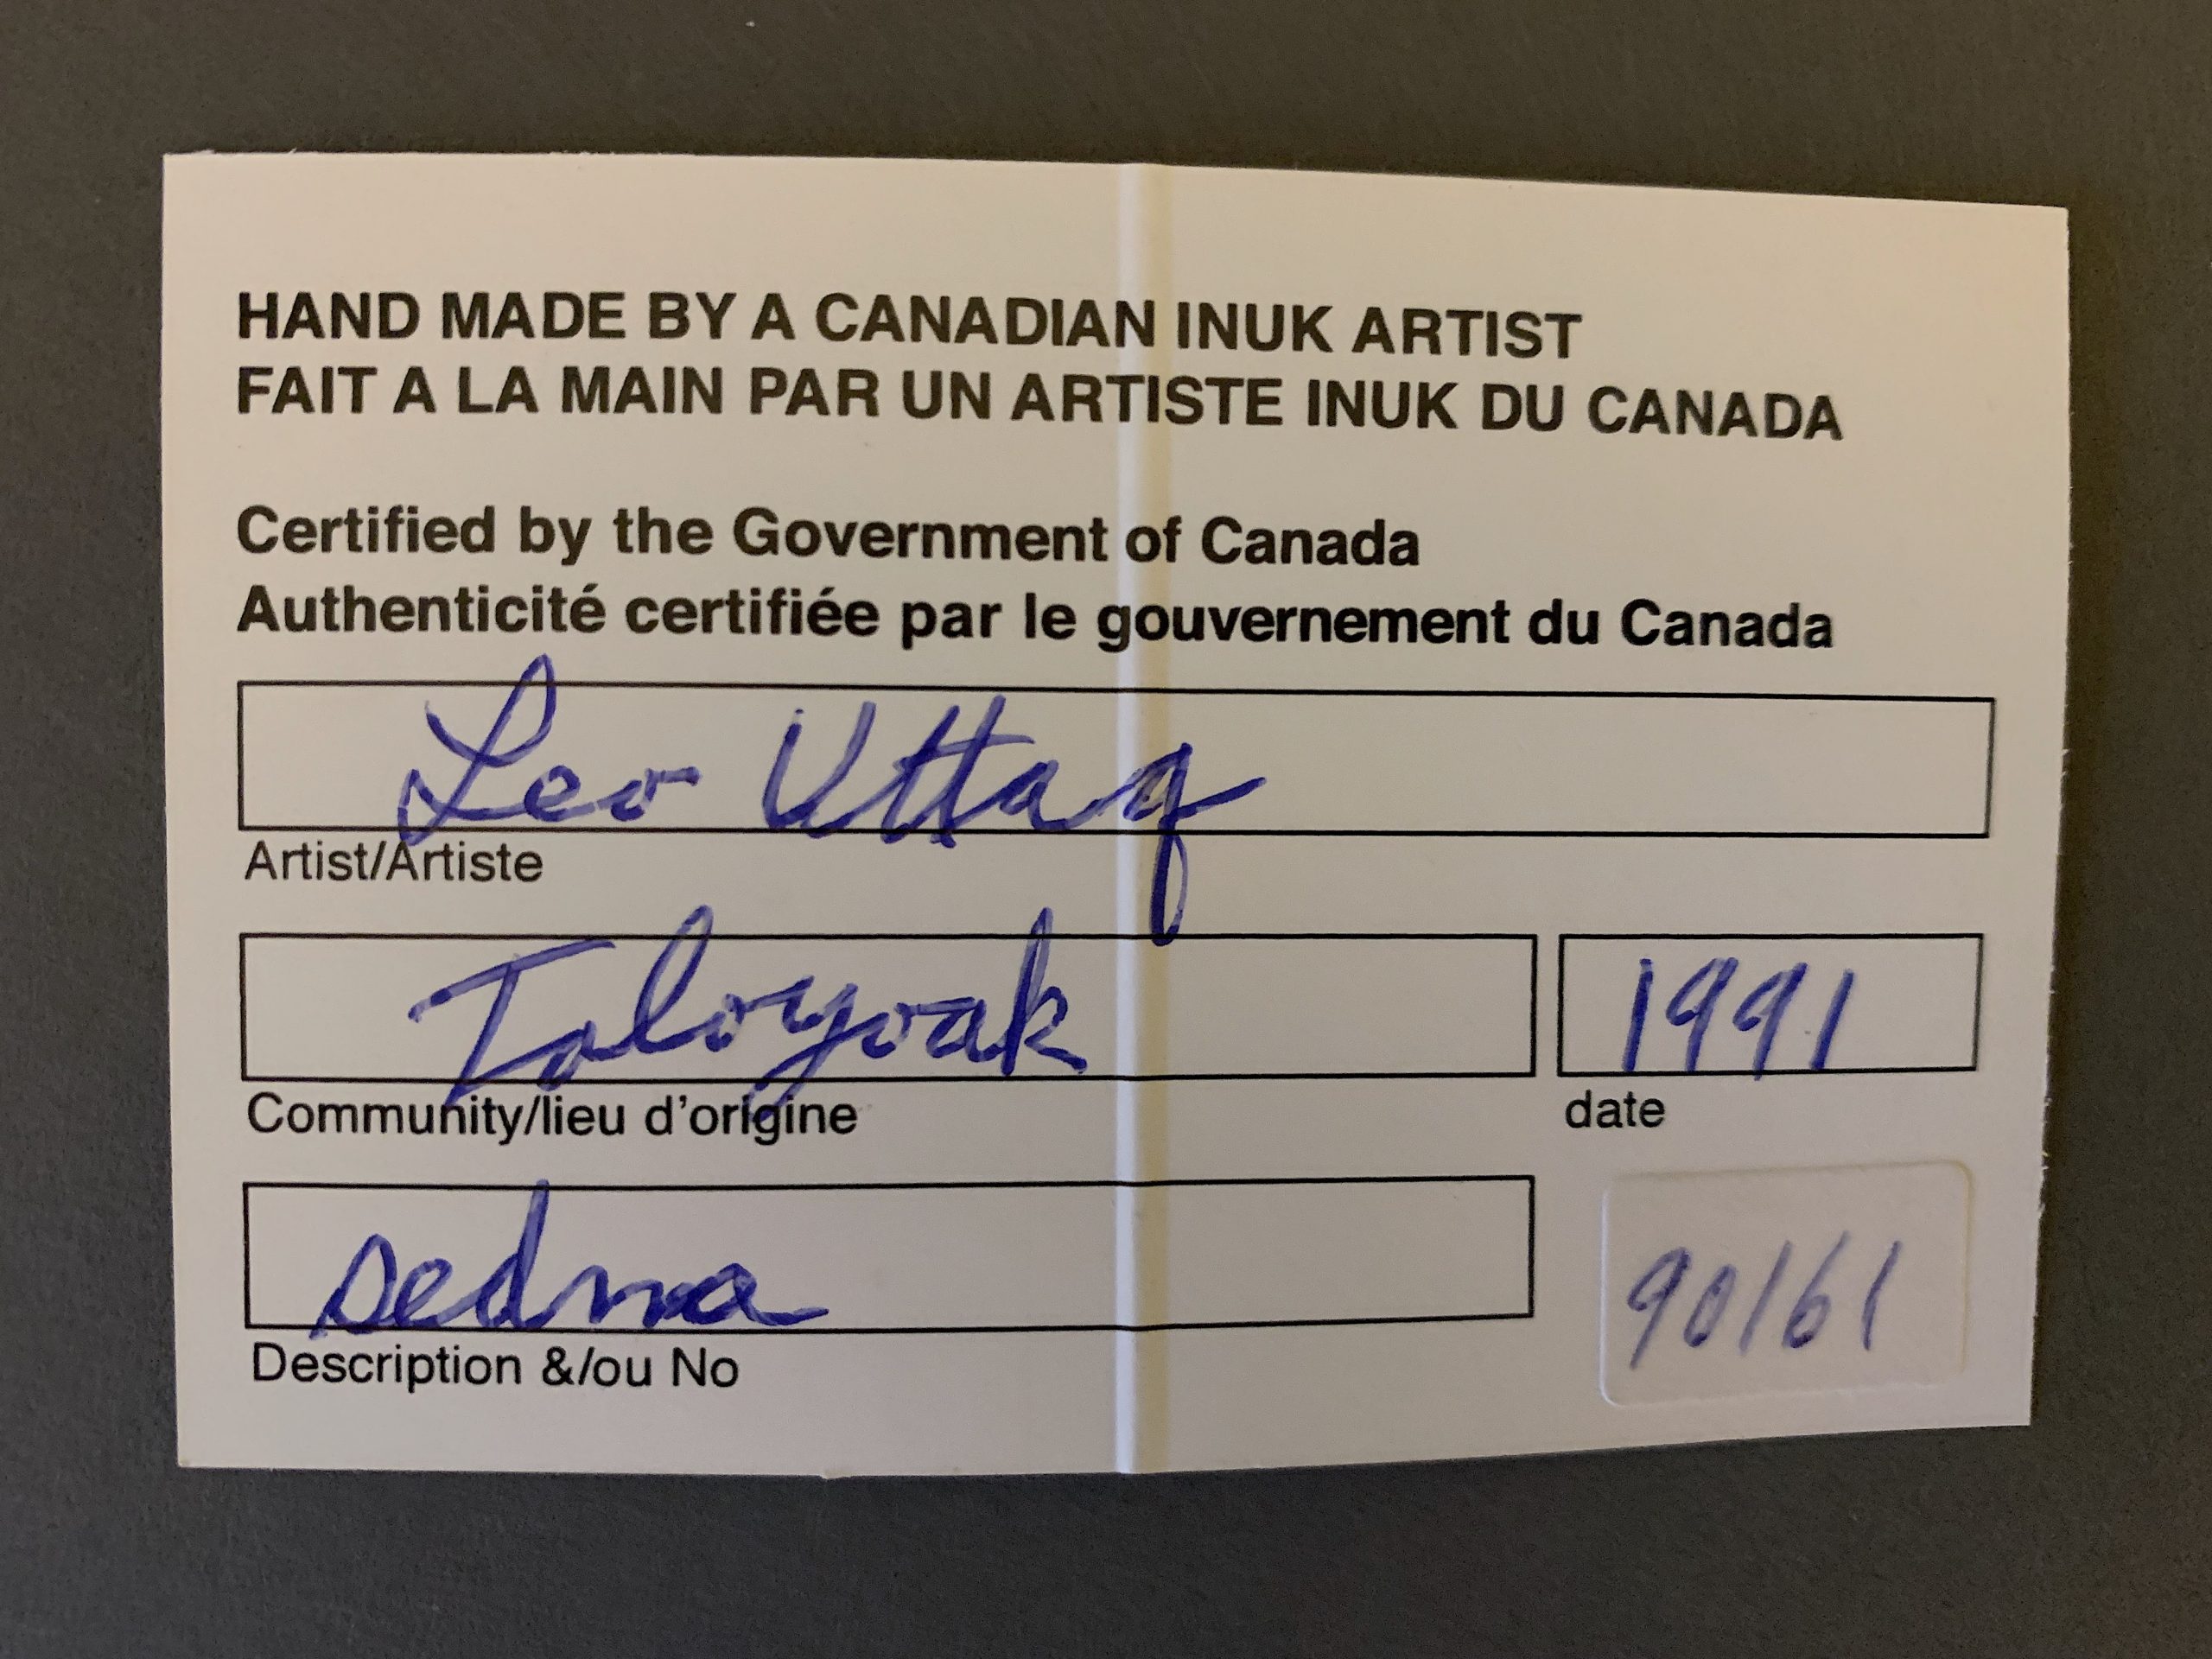 HAND MADE BY A CANADIAN INUK ARTIST
FAIT A LA MAIN PAR UN ARTISTE INUK DU CANADA
Certified by the Government of Canada
Authenticité certifiée par le gouvernement du Canada
Leo Uttaq
Artist/Artiste
Taloyoak 1991
Community/lieu d'origine date
sedna 90161
Description &/ou No